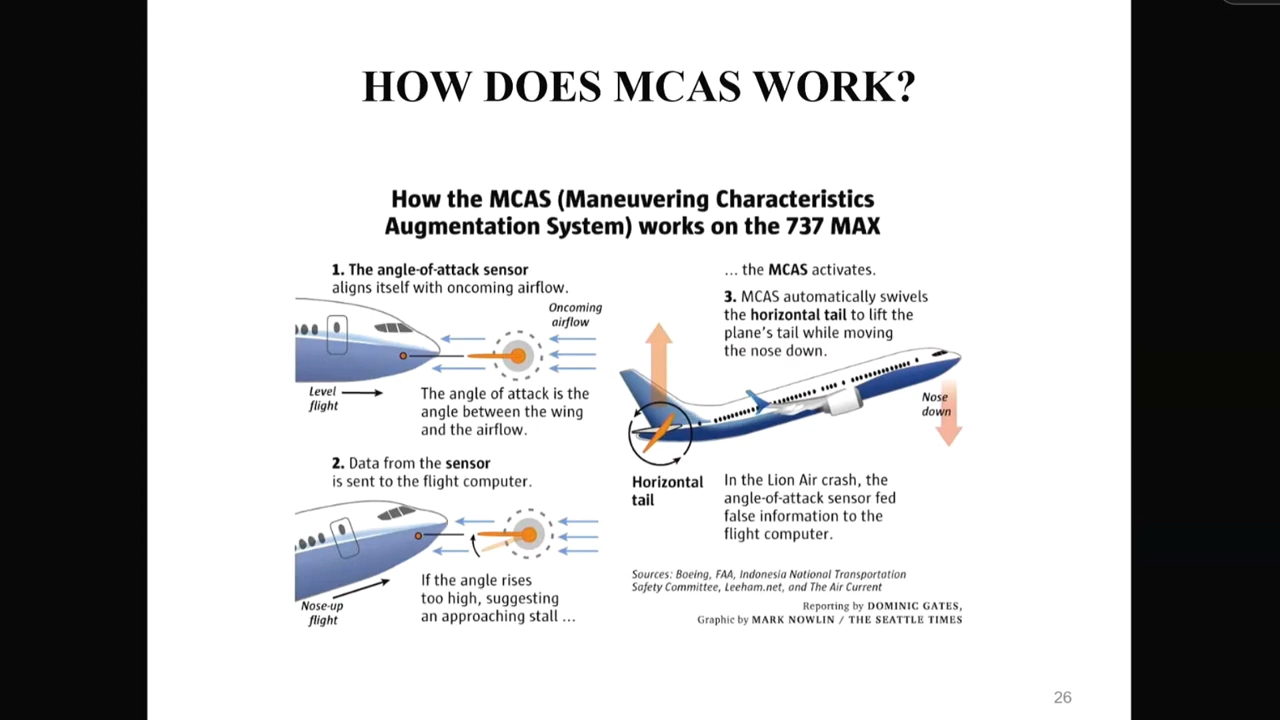 HOW DOES MCAS WORK?
How the MCAS (Maneuvering Characteristics
Augmentation System) works on the 737 MAX
1. The angle-of-attack sensor
aligns itself with oncoming airflow.
Oncoming
airflow
Level
flight
The angle of attack is the
angle between the wing
and the airflow.
2. Data from the sensor
is sent to the flight computer.
Nose-up
flight
If the angle rises
too high, suggesting
an approaching stall ...
... the MCAS activates.
3. MCAS automatically swivels
the horizontal tail to lift the
plane's tail while moving
the nose down.
Nose
down
Horizontal
tail
In the Lion Air crash, the
angle-of-attack sensor fed
false information to the
flight computer.
Sources: Boeing, FAA, Indonesia National Transportation
Safety Committee, Leeham.net, and The Air Current
Reporting by DOMINIC GATES,
Graphic by MARK NOWLIN / THE SEATTLE TIMES
26